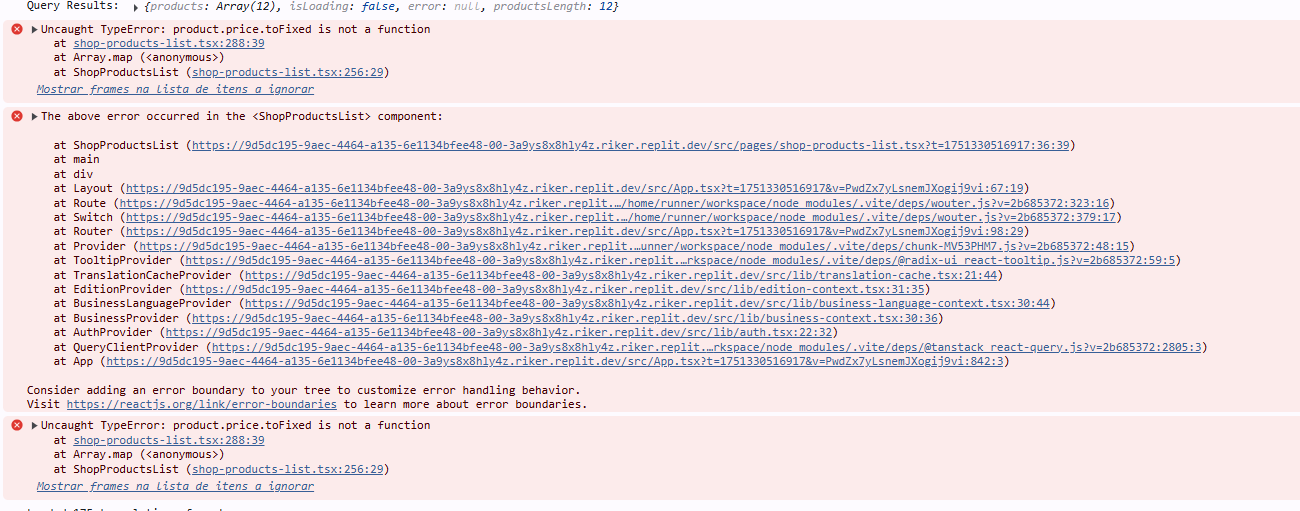 Query Results: ▶ {products: Array(12), isLoading: false, error: null, productsLength: 12}
▶ Uncaught TypeError: product.price.toFixed is not a function
at shop-products-list.tsx:288:39
at Array.map (<anonymous>)
at ShopProductsList (shop-products-list.tsx:256:29)
Mostrar frames na lista de itens a ignorar
▶ The above error occurred in the <ShopProductsList> component:
at ShopProductsList (https://9d5dc195-9aec-4464-a135-6e1134bfee48-00-3a9ys8x8hly4z.riker.replit.dev/src/pages/shop-products-list.tsx?t=1751330516917:36:39)
at main
at div
at Layout (https://9d5dc195-9aec-4464-a135-6e1134bfee48-00-3a9ys8x8hly4z.riker.replit.dev/src/App.tsx?t=1751330516917&v=PwdZx7yLsnemJXogij9vi:67:19)
at Route (https://9d5dc195-9aec-4464-a135-6e1134bfee48-00-3a9ys8x8hly4z.riker.replit.…/home/runner/workspace/node_modules/.vite/deps/wouter.js?v=2b685372:323:16)
at Switch (https://9d5dc195-9aec-4464-a135-6e1134bfee48-00-3a9ys8x8hly4z.riker.replit.…/home/runner/workspace/node_modules/.vite/deps/wouter.js?v=2b685372:379:17)
at Router (https://9d5dc195-9aec-4464-a135-6e1134bfee48-00-3a9ys8x8hly4z.riker.replit.dev/src/App.tsx?t=1751330516917&v=PwdZx7yLsnemJXogij9vi:98:29)
at Provider (https://9d5dc195-9aec-4464-a135-6e1134bfee48-00-3a9ys8x8hly4z.riker.replit.…unner/workspace/node_modules/.vite/deps/chunk-MV53PHM7.js?v=2b685372:48:15)
at TooltipProvider (https://9d5dc195-9aec-4464-a135-6e1134bfee48-00-3a9ys8x8hly4z.riker.replit.…rkspace/node_modules/.vite/deps/@radix-ui_react-tooltip.js?v=2b685372:59:5)
at TranslationCacheProvider (https://9d5dc195-9aec-4464-a135-6e1134bfee48-00-3a9ys8x8hly4z.riker.replit.dev/src/lib/translation-cache.tsx:21:44)
at EditionProvider (https://9d5dc195-9aec-4464-a135-6e1134bfee48-00-3a9ys8x8hly4z.riker.replit.dev/src/lib/edition-context.tsx:31:35)
at BusinessLanguageProvider (https://9d5dc195-9aec-4464-a135-6e1134bfee48-00-3a9ys8x8hly4z.riker.replit.dev/src/lib/business-language-context.tsx:30:44)
at BusinessProvider (https://9d5dc195-9aec-4464-a135-6e1134bfee48-00-3a9ys8x8hly4z.riker.replit.dev/src/lib/business-context.tsx:30:36)
at AuthProvider (https://9d5dc195-9aec-4464-a135-6e1134bfee48-00-3a9ys8x8hly4z.riker.replit.dev/src/lib/auth.tsx:22:32)
at QueryClientProvider (https://9d5dc195-9aec-4464-a135-6e1134bfee48-00-3a9ys8x8hly4z.riker.replit.…rkspace/node_modules/.vite/deps/@tanstack_react-query.js?v=2b685372:2805:3)
at App (https://9d5dc195-9aec-4464-a135-6e1134bfee48-00-3a9ys8x8hly4z.riker.replit.dev/src/App.tsx?t=1751330516917&v=PwdZx7yLsnemJXogij9vi:842:3)
Consider adding an error boundary to your tree to customize error handling behavior.
Visit https://reactjs.org/link/error-boundaries to learn more about error boundaries.
▶ Uncaught TypeError: product.price.toFixed is not a function
at shop-products-list.tsx:288:39
at Array.map (<anonymous>)
at ShopProductsList (shop-products-list.tsx:256:29)
Mostrar frames na lista de itens a ignorar